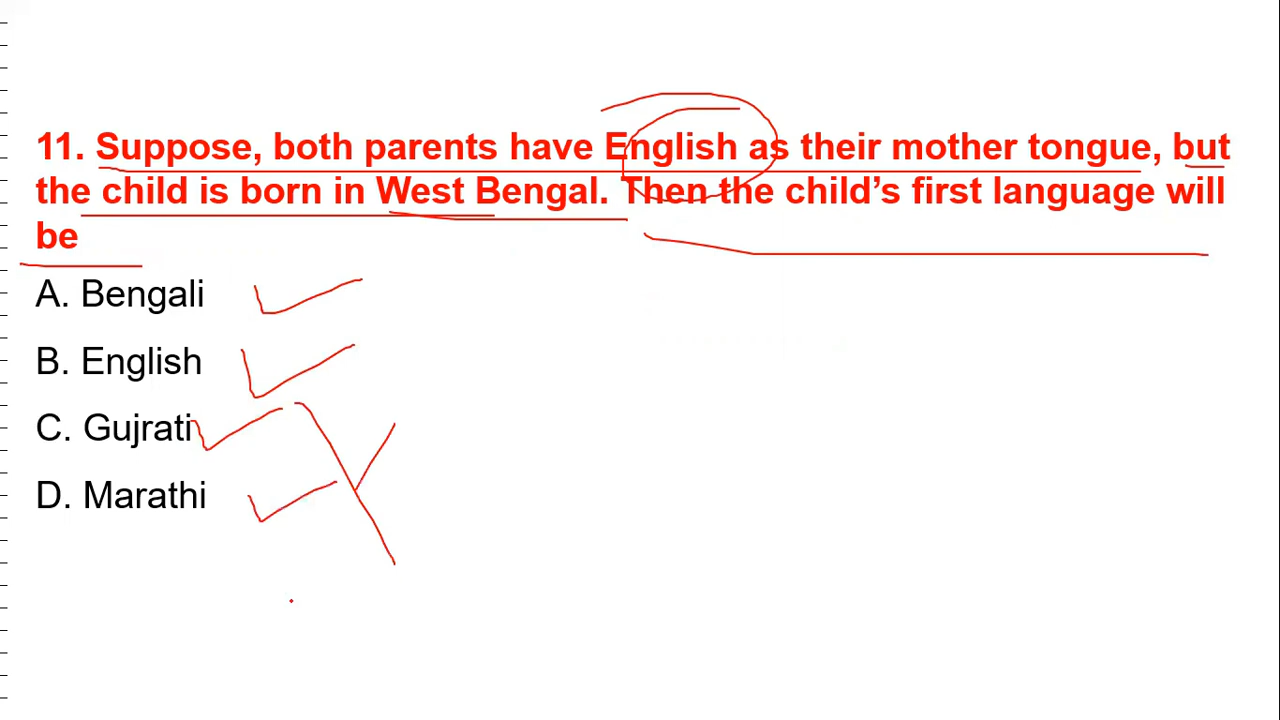 11. Suppose, both parents have English as their mother tongue, but
the child is born in West Bengal. Then the child’s first language will
be
A. Bengali
B. English
C. Gujrati
D. Marathi